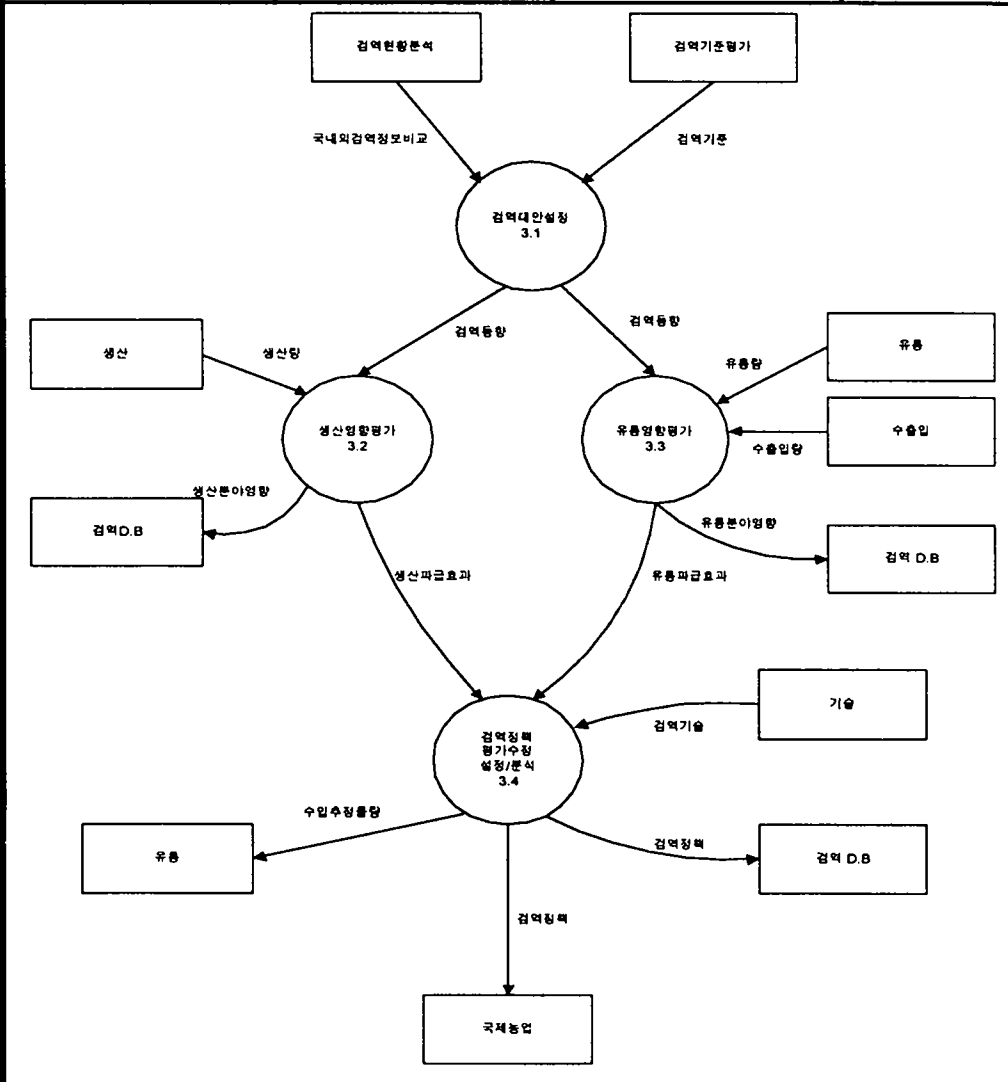 검역현황분석
검역기준평가
국내외검역정보비교
검역기준
검역대안설정
3.1
검역동향
검역동향
생산
생산량
유통량
유통
생산영향평가
3.2
유통영향평가
3.3
수출입량
수출입
생산분야영향
검역D.B
유통분야영향
검역 D.B
생산파급효과
유통파급효과
검역정책
평가수정
설정/분석
3.4
검역기술
기술
수입추정물량
유통
검역정책
검역 D.B
검역정책
국제농업